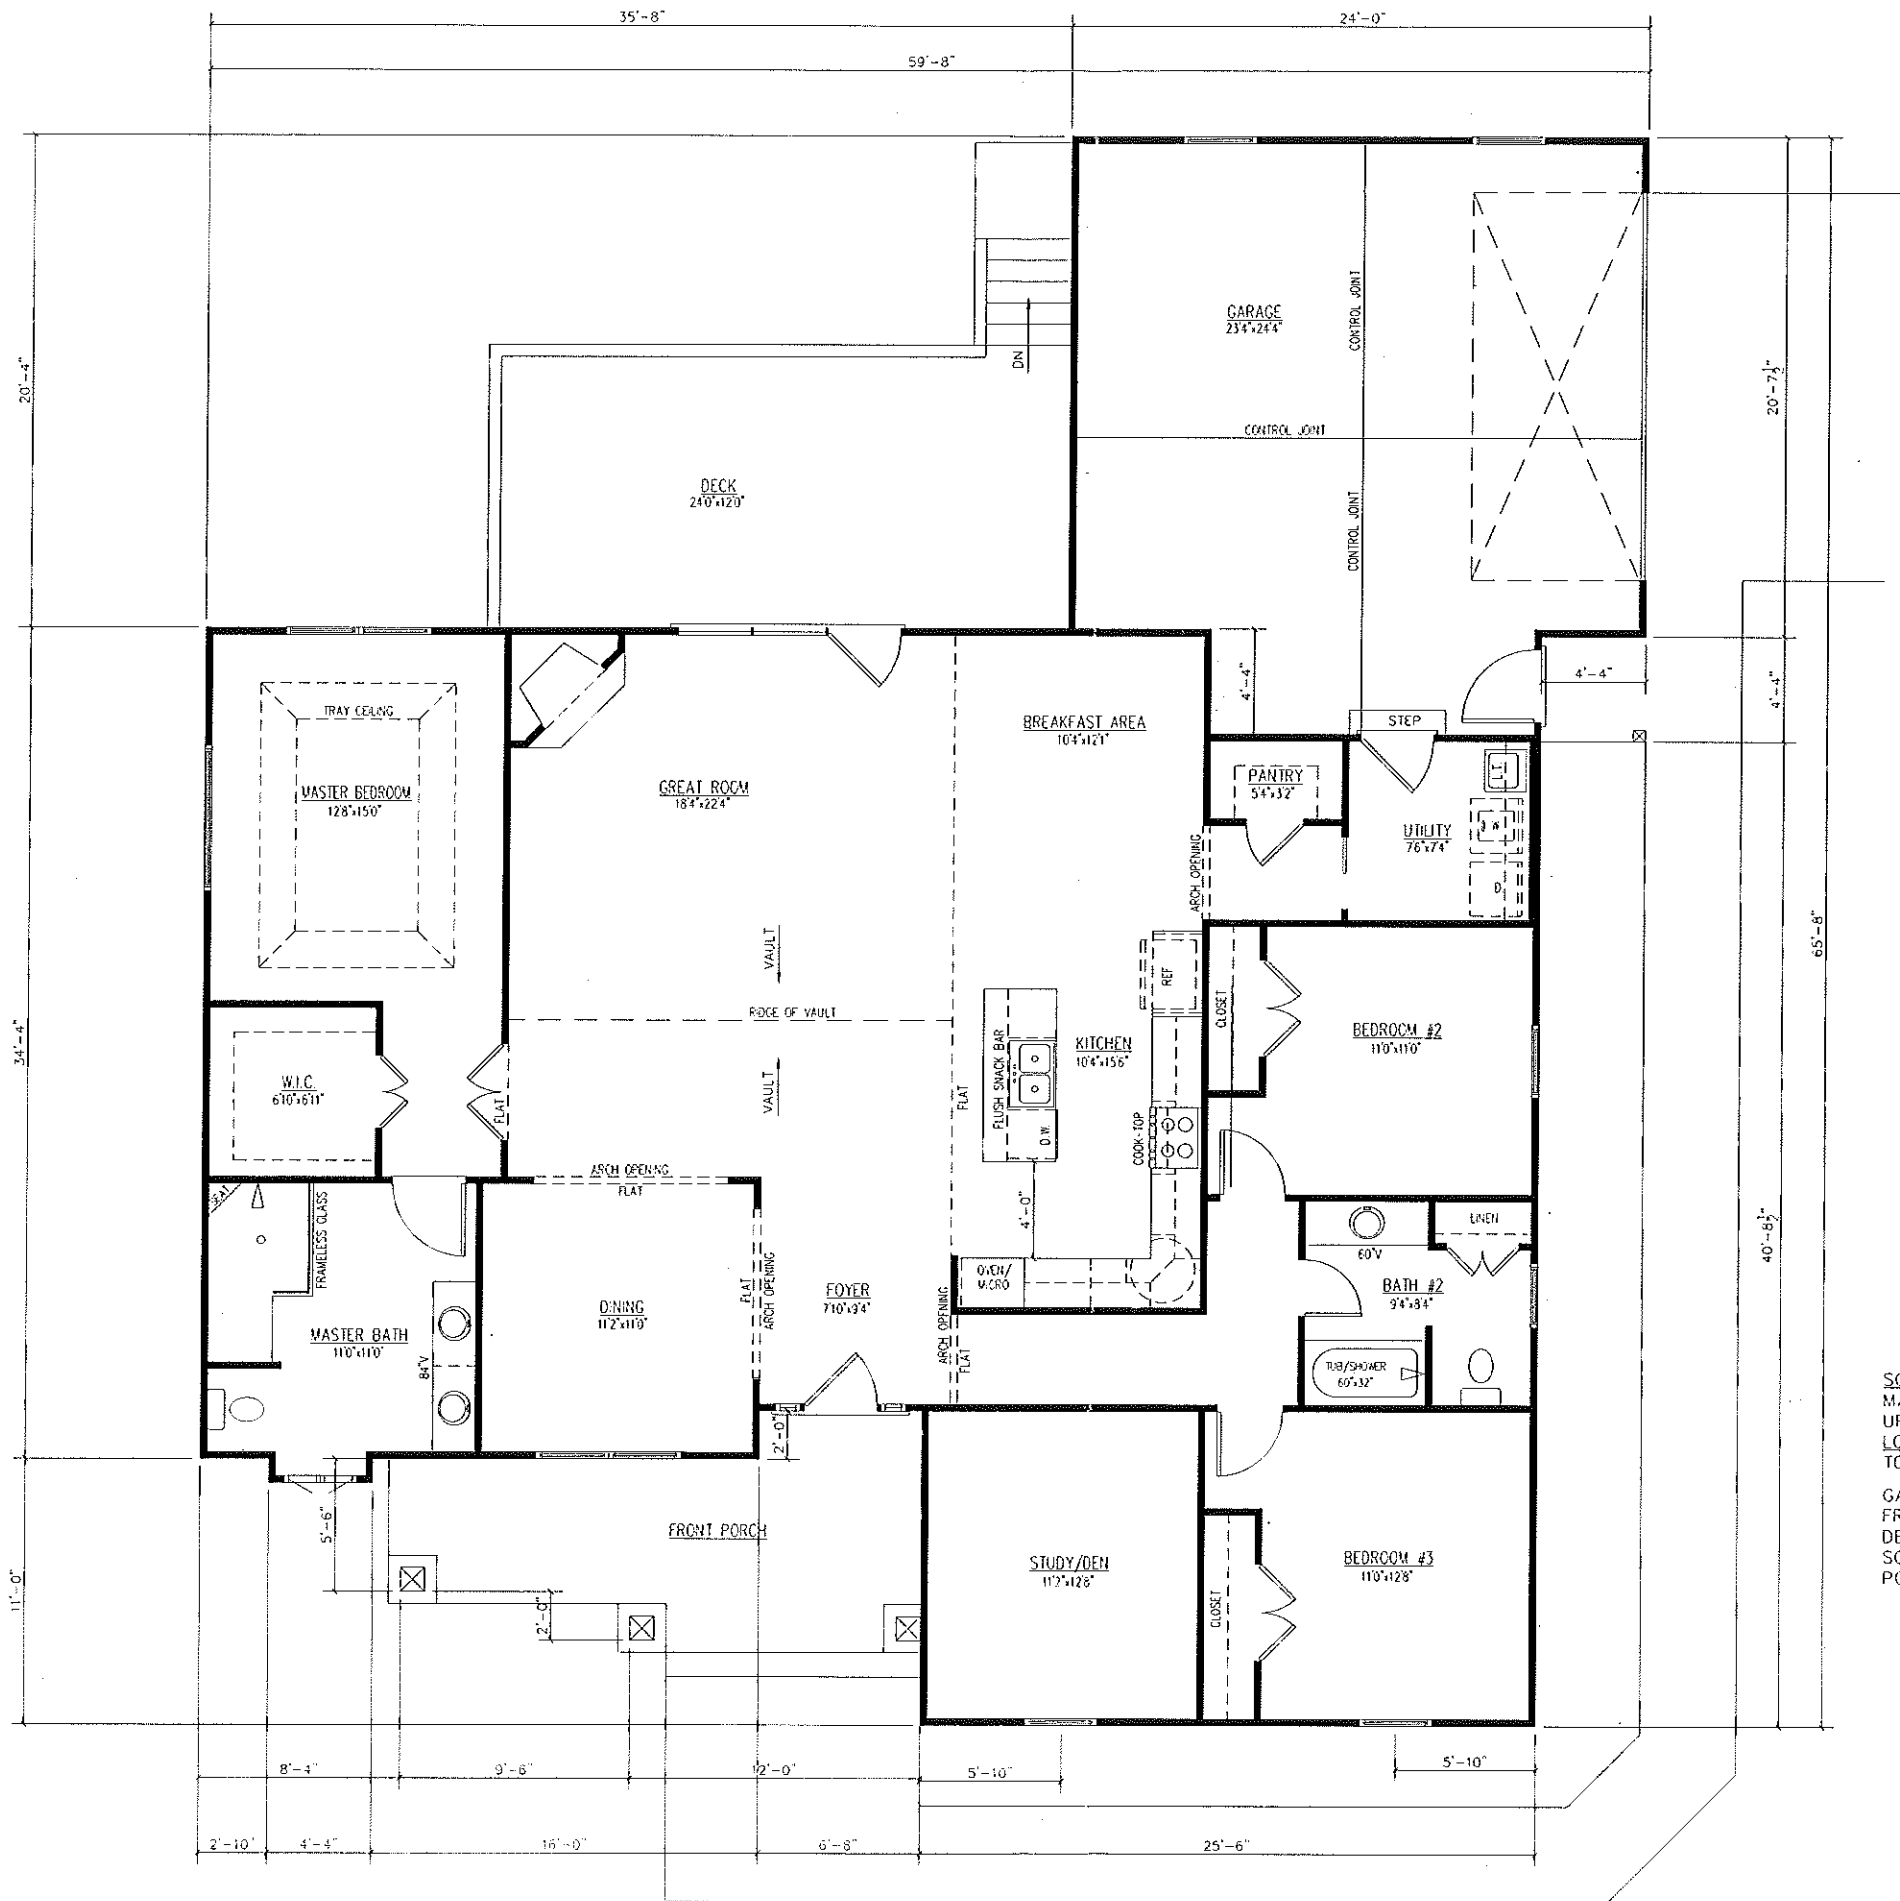 35'-8"
24'-0"
59'-8"
20'-4"
34'-4"
11'-0"
GARAGE
23'4"x24'4"
CONTROL JOINT
CONTROL JOINT
CONTROL JOINT
DN
DECK
24'0"x12'0"
20'-7½"
4'-4"
65'-8"
40'-8½"
4'-4"
4'-4"
STEP
TRAY CEILING
MASTER BEDROOM
12'8"x15'0"
GREAT ROOM
18'4"x22'4"
BREAKFAST AREA
10'4"x12'1"
PANTRY
5'4"x3'2"
UTILITY
7'6"x7'4"
W
D
ARCH OPENING
VAULT
RIDGE OF VAULT
VAULT
REF
CLOSET
BEDROOM #2
11'0"x11'0"
FLUSH SNACK BAR
KITCHEN
10'4"x15'6"
D.W.
COOK-TOP
FLAT
W.I.C.
6'10"x6'11"
FLAT
ARCH OPENING
FLAT
SEAT
FRAMELESS GLASS
4'-0"
OVEN/
MICRO
LINEN
60"V
BATH #2
9'4"x8'4"
FOYER
7'10"x9'4"
FLAT
ARCH OPENING
DINING
11'2"x11'0"
MASTER BATH
11'0"x11'0"
84"V
ARCH OPENING
FLAT
TUB/SHOWER
60"x32"
2'-0"
5'-6"
FRONT PORCH
2'-0"
STUDY/DEN
11'2"x12'8"
CLOSET
BEDROOM #3
11'0"x12'8"
8'-4"
9'-6"
12'-0"
5'-10"
5'-10"
2'-10"
4'-4"
16'-0"
6'-8"
25'-6"